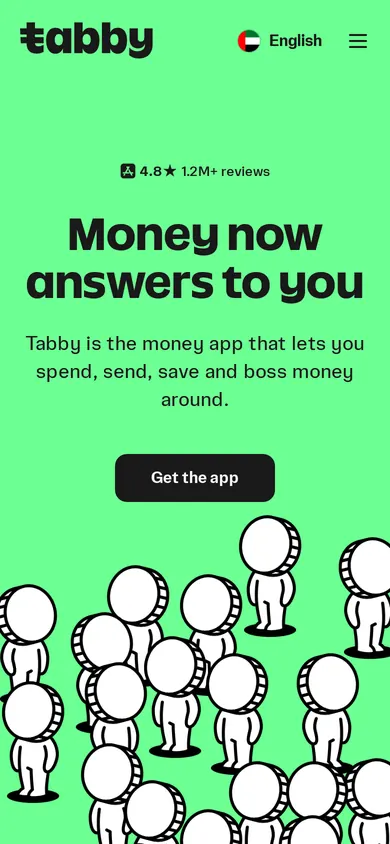 tabby
English
4.8★ 1.2M+ reviews
Money now
answers to you
Tabby is the money app that lets you
spend, send, save and boss money
around.
Get the app